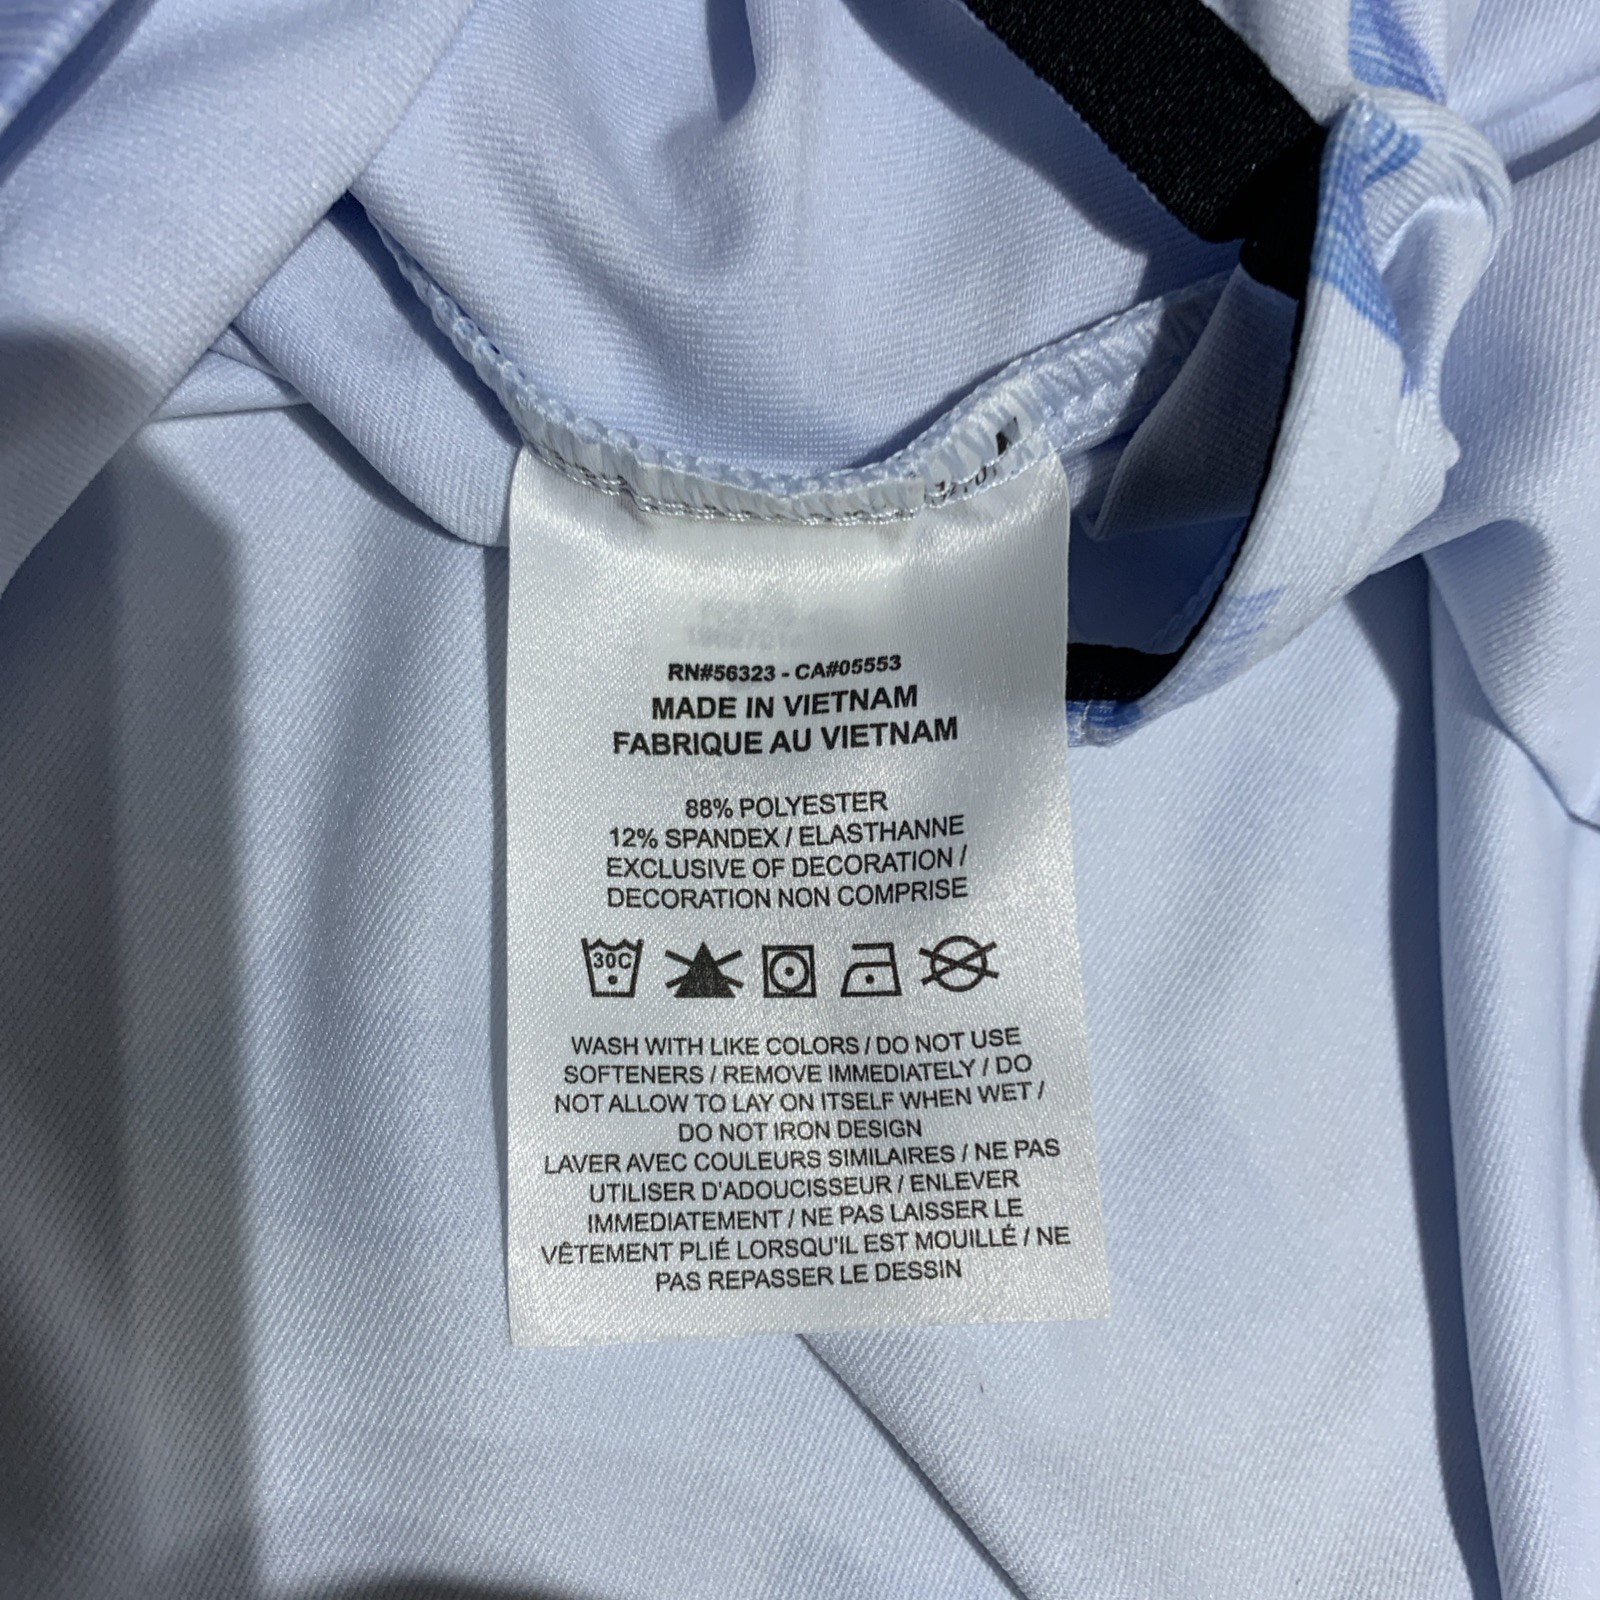 RN#56323 - CA#05553
MADE IN VIETNAM
FABRIQUE AU VIETNAM
88% POLYESTER
12% SPANDEX / ELASTHANNE
EXCLUSIVE OF DECORATION /
DECORATION NON COMPRISE
30C
WASH WITH LIKE COLORS / DO NOT USE
SOFTENERS / REMOVE IMMEDIATELY / DO
NOT ALLOW TO LAY ON ITSELF WHEN WET /
DO NOT IRON DESIGN
LAVER AVEC COULEURS SIMILAIRES / NE PAS
UTILISER D'ADOUCISSEUR / ENLEVER
IMMEDIATEMENT / NE PAS LAISSER LE
VÊTEMENT PLIÉ LORSQU'IL EST MOUILLÉ / NE
PAS REPASSER LE DESSIN